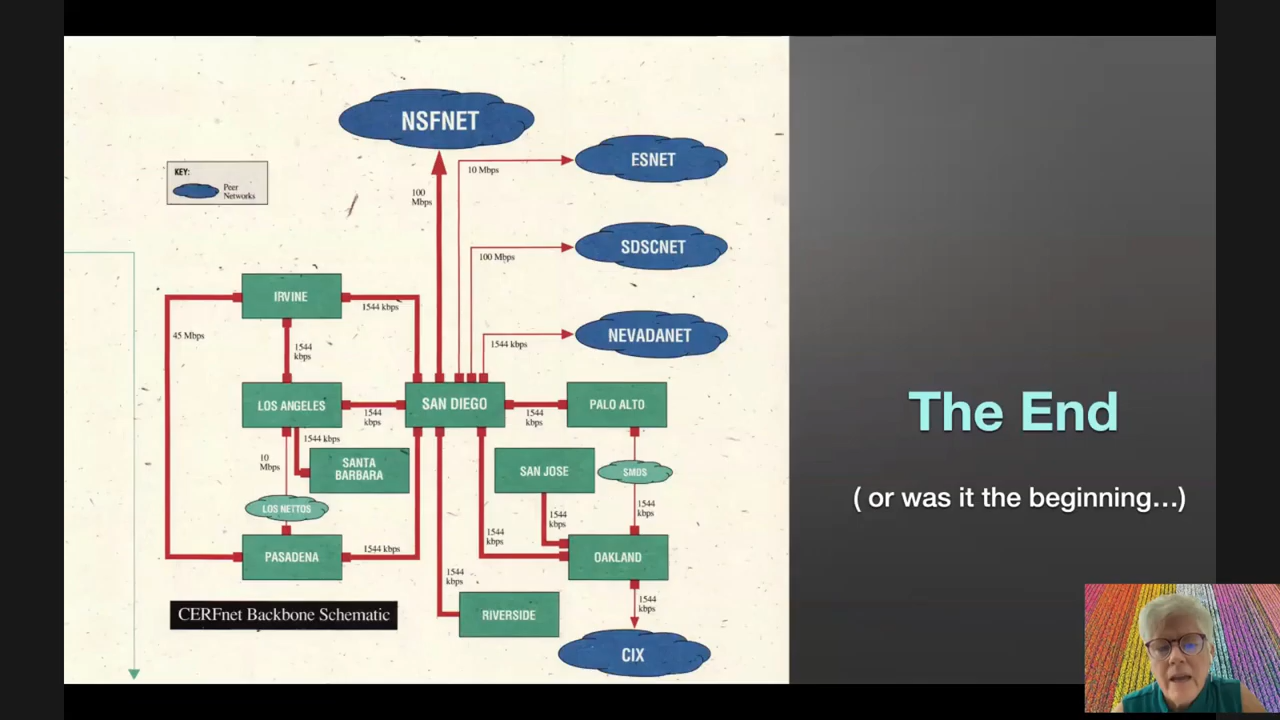 NSFNET
ESNET
10 Mbps
KEY:
Peer
Networks
100
Mbps
SDSCNET
100 Mbps
IRVINE
1544 kbps
45 Mbps
NEVADANET
1544 kbps
1544
kbps
LOS ANGELES
SAN DIEGO
PALO ALTO
1544
kbps
1544
kbps
1544 kbps
10
Mbps
SANTA
BARBARA
SAN JOSE
SMDS
LOS NETTOS
1544
kbps
1544
kbps
1544
kbps
PASADENA
1544 kbps
OAKLAND
1544
kbps
1544
kbps
CERFnet Backbone Schematic
RIVERSIDE
CIX
The End
( or was it the beginning...)